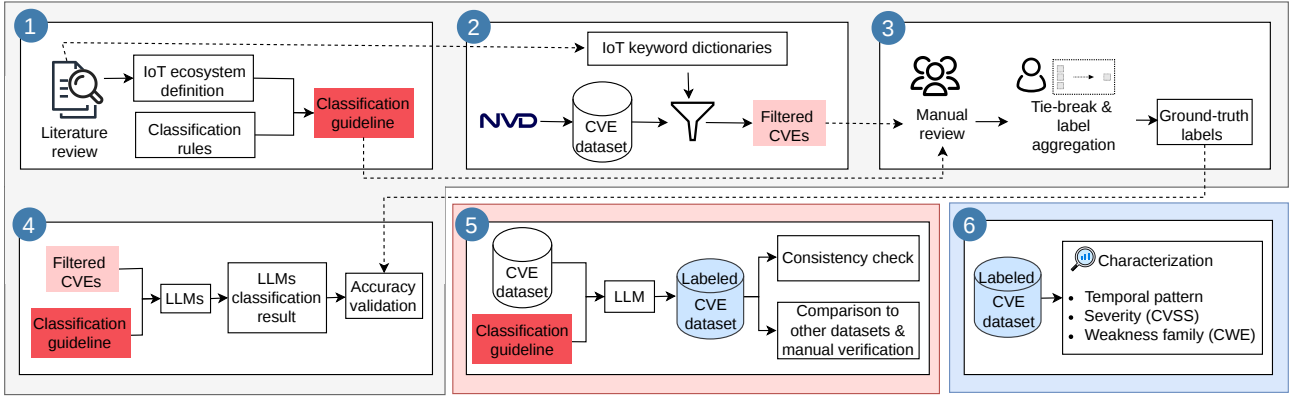 1
Literature
review
IoT ecosystem
definition
Classification
rules
Classification
guideline
2
IoT keyword dictionaries
NVD
CVE
dataset
Filtered
CVEs
3
Manual
review
Tie-break &
label
aggregation
Ground-truth
labels
4
Filtered
CVEs
Classification
guideline
LLMs
LLMs
classification
result
Accuracy
validation
5
CVE
dataset
Classification
guideline
LLM
Labeled
CVE
dataset
Consistency check
Comparison to
other datasets &
manual verification
6
Labeled
CVE
dataset
Characterization
• Temporal pattern
• Severity (CVSS)
• Weakness family (CWE)